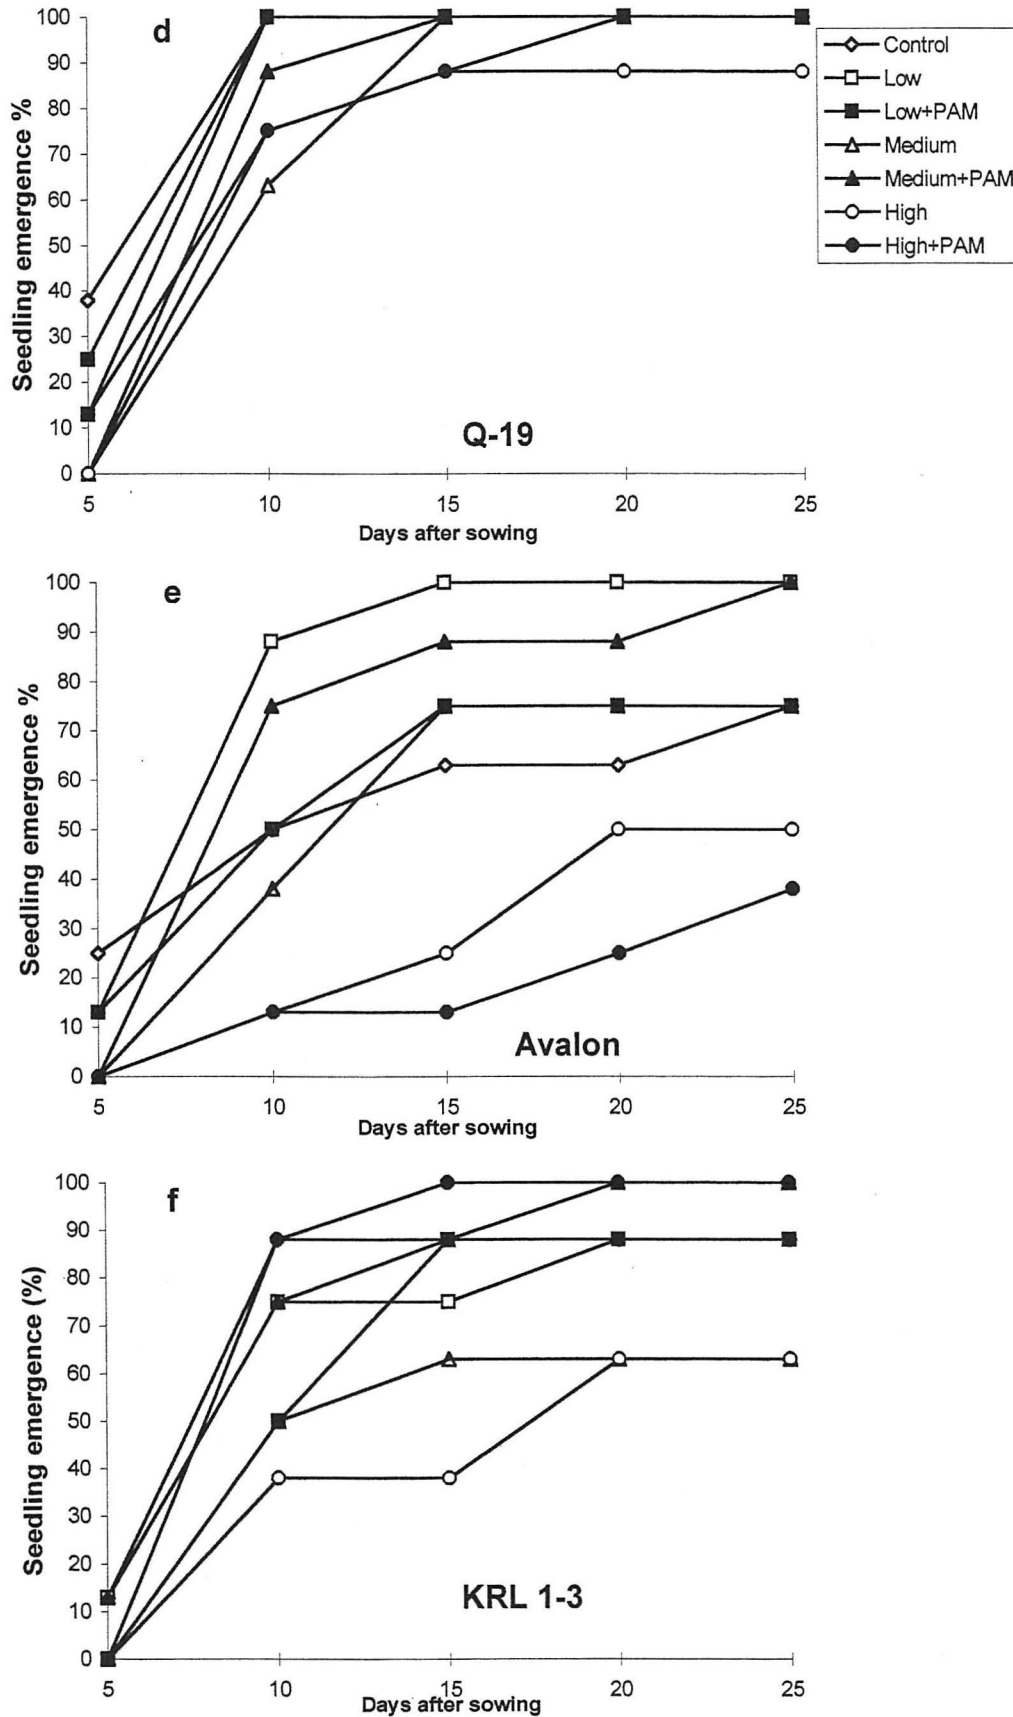 d
100
90
80
70
60
50
40
30
20
10
0
Seedling emergence %
Q-19
5 10 15 20 25
Days after sowing
Control
Low
Low+PAM
Medium
Medium+PAM
High
High+PAM
e
100
90
80
70
60
50
40
30
20
10
0
Seedling emergence %
Avalon
5 10 15 20 25
Days after sowing
f
100
90
80
70
60
50
40
30
20
10
0
Seedling emergence (%)
KRL 1-3
5 10 15 20 25
Days after sowing